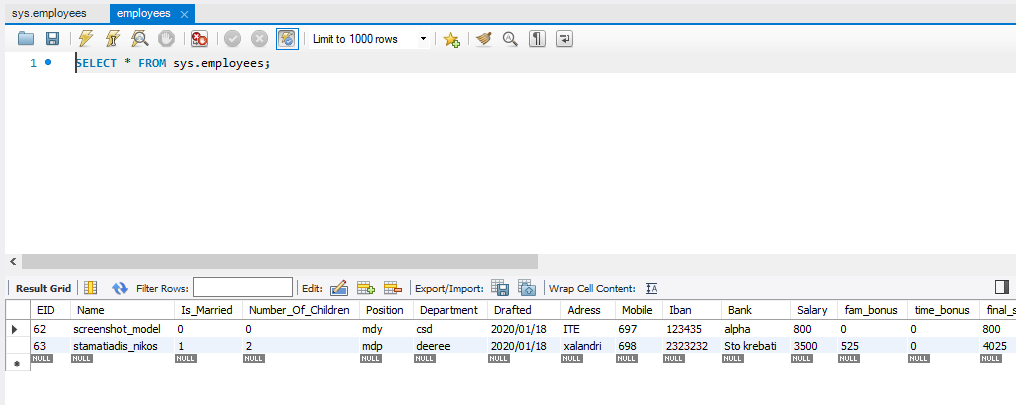 sys.employees employees
Limit to 1000 rows
1 SELECT * FROM sys.employees;
Result Grid Filter Rows: Edit: Export/Import: Wrap Cell Content: IA
EID Name Is_Married Number_Of_Children Position Department Drafted Adress Mobile Iban Bank Salary fam_bonus time_bonus final_s
62 screenshot_model 0 0 mdy csd 2020/01/18 ITE 697 123435 alpha 800 0 0 800
63 stamatiadis_nikos 1 2 mdp deeree 2020/01/18 xalandri 698 2323232 Sto krebati 3500 525 0 4025
NULL NULL NULL NULL NULL NULL NULL NULL NULL NULL NULL NULL NULL NULL NULL